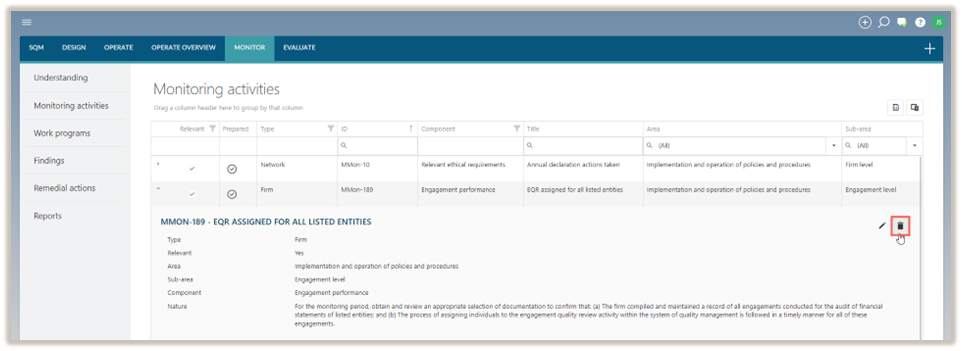 JS
SQM DESIGN OPERATE OPERATE OVERVIEW MONITOR EVALUATE
Understanding
Monitoring activities
Work programs
Findings
Remedial actions
Reports
Monitoring activities
Drag a column header here to group by that column
Relevant Prepared Type ID Component Title Area Sub-area
(All) (All)
Network MMon-10 Relevant ethical requirements Annual declaration actions taken Implementation and operation of policies and procedures Firm level
Firm MMon-189 Engagement performance EQR assigned for all listed entities Implementation and operation of policies and procedures Engagement level
MMON-189 - EQR ASSIGNED FOR ALL LISTED ENTITIES
Type Firm
Relevant Yes
Area Implementation and operation of policies and procedures
Sub-area Engagement level
Component Engagement performance
Nature For the monitoring period, obtain and review an appropriate selection of documentation to confirm that: (a) The firm compiled and maintained a record of all engagements conducted for the audit of financial
statements of listed entities; and (b) The process of assigning individuals to the engagement quality review activity within the system of quality management is followed in a timely manner for all of these
engagements.